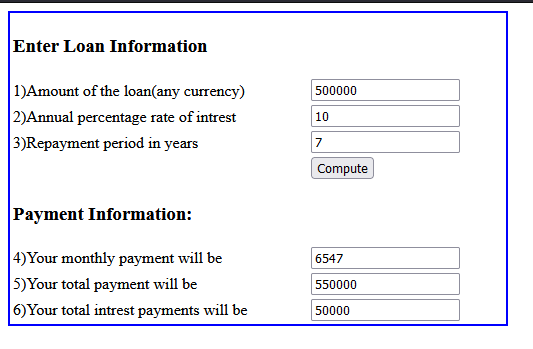 Enter Loan Information
1)Amount of the loan(any currency) 500000
2)Annual percentage rate of intrest 10
3)Repayment period in years 7
Compute
Payment Information:
4)Your monthly payment will be 6547
5)Your total payment will be 550000
6)Your total intrest payments will be 50000